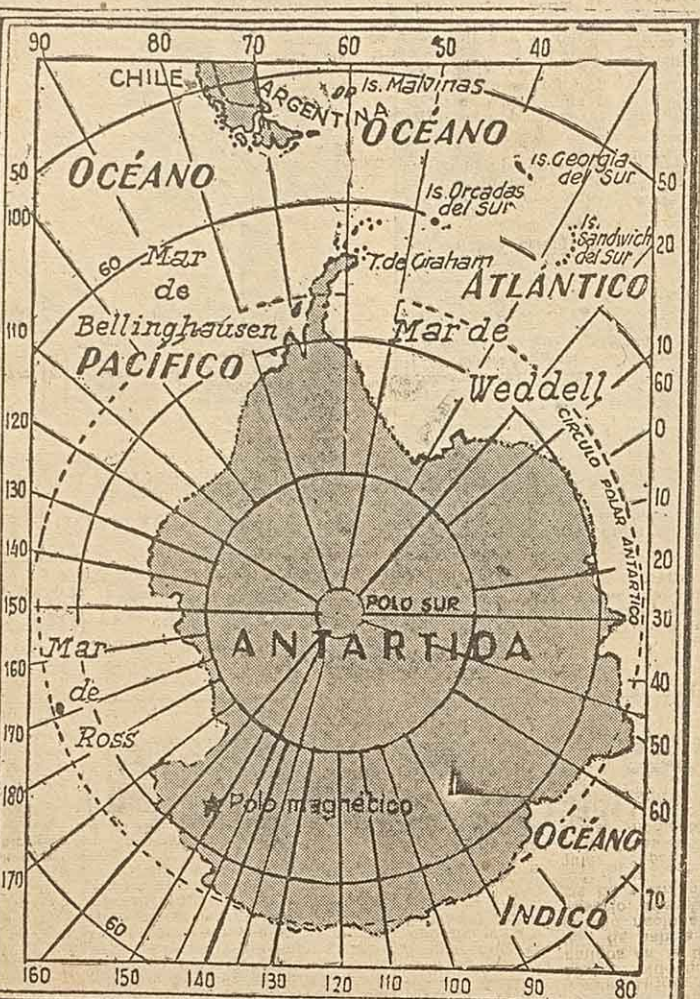 90 80 70 60 50 40
CHILE
ARGENTINA
Is. Malvinas
OCÉANO
OCÉANO
Is. Georgia
del Sur
50
50
100
Is. Orcadas
del Sur
Is.
Sandwich
del Sur
20
60
Mar
de
Bellinghausen
T. de Graham
ATLÁNTICO
110
PACÍFICO
Mar de
Weddell
10
60
0
CIRCULO POLAR ANTARTICO
120
130
140
150
160
170
180
170
10
20
30
40
50
60
70
POLO SUR
ANTARTIDA
Mar
de
Ross
Polo magnético
OCÉANO
INDICO
60
160 150 140 130 120 110 100 90 80